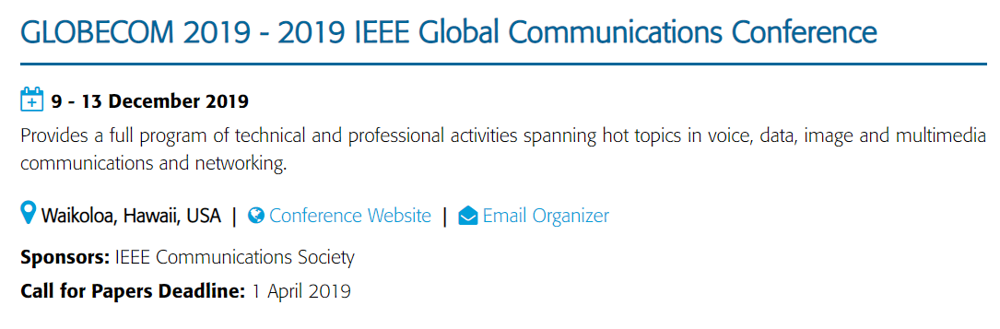 GLOBECOM 2019 - 2019 IEEE Global Communications Conference
9 - 13 December 2019
Provides a full program of technical and professional activities spanning hot topics in voice, data, image and multimedia
communications and networking.
Waikoloa, Hawaii, USA | Conference Website | Email Organizer
Sponsors: IEEE Communications Society
Call for Papers Deadline: 1 April 2019